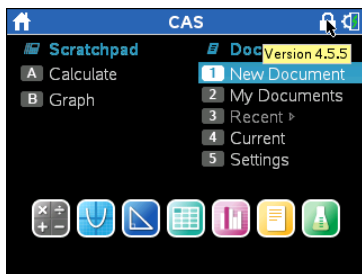 CAS
Scratchpad
A Calculate
B Graph
Doc
Version 4.5.5
1 New Document
2 My Documents
3 Recent ▸
4 Current
5 Settings